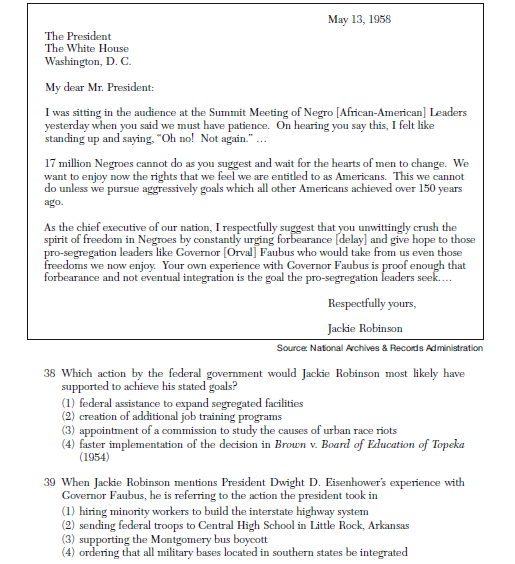 May 13, 1958
The President
The White House
Washington, D. C.
My dear Mr. President:
I was sitting in the audience at the Summit Meeting of Negro [African-American] Leaders
yesterday when you said we must have patience. On hearing you say this, I felt like
standing up and saying, “Oh no! Not again.” …
17 million Negroes cannot do as you suggest and wait for the hearts of men to change. We
want to enjoy now the rights that we feel we are entitled to as Americans. This we cannot
do unless we pursue aggressively goals which all other Americans achieved over 150 years
ago.
As the chief executive of our nation, I respectfully suggest that you unwittingly crush the
spirit of freedom in Negroes by constantly urging forbearance [delay] and give hope to those
pro-segregation leaders like Governor [Orval] Faubus who would take from us even those
freedoms we now enjoy. Your own experience with Governor Faubus is proof enough that
forbearance and not eventual integration is the goal the pro-segregation leaders seek….
Respectfully yours,
Jackie Robinson
Source: National Archives & Records Administration
38 Which action by the federal government would Jackie Robinson most likely have
supported to achieve his stated goals?
(1) federal assistance to expand segregated facilities
(2) creation of additional job training programs
(3) appointment of a commission to study the causes of urban race riots
(4) faster implementation of the decision in Brown v. Board of Education of Topeka
(1954)
39 When Jackie Robinson mentions President Dwight D. Eisenhower’s experience with
Governor Faubus, he is referring to the action the president took in
(1) hiring minority workers to build the interstate highway system
(2) sending federal troops to Central High School in Little Rock, Arkansas
(3) supporting the Montgomery bus boycott
(4) ordering that all military bases located in southern states be integrated